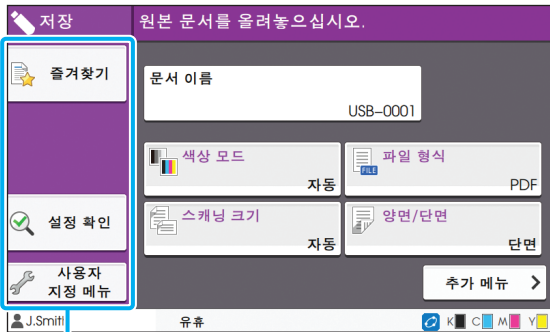 저장
원본 문서를 올려놓으십시오.
즐겨찾기
문서 이름
USB-0001
색상 모드
자동
파일 형식
FILE
PDF
설정 확인
스캐닝 크기
자동
양면/단면
단면
사용자
지정 메뉴
추가 메뉴
J.Smith
유휴
K C M Y